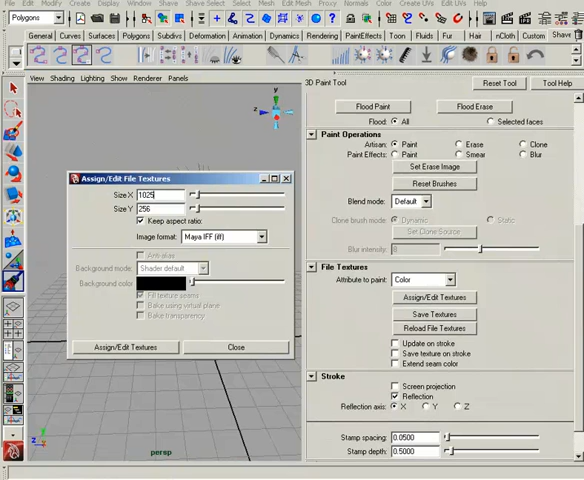 File Edit Modify Create Display Window Assets Select Mesh Edit Mesh Proxy Normals Color Create UVs Edit UVs
Polygons
General Curves Surfaces Polygons Subdivs Deformation Animation Dynamics Rendering PaintEffects Toon Fluids Fur Hair nCloth Custom Shave
View Shading Lighting Show Renderer Panels
3D Paint Tool Reset Tool Tool Help
Flood Paint Flood Erase
Flood: All Selected faces
Paint Operations
Artisan: Paint Erase Clone
Paint Effects: Paint Smear Blur
Set Erase Image
Reset Brushes
Blend mode: Default
Clone brush mode: Dynamic Static
Set Clone Source
Blur intensity: 8
File Textures
Attribute to paint: Color
Assign/Edit Textures
Save Textures
Reload File Textures
Update on stroke
Save texture on stroke
Extend seam color
Stroke
Screen projection
Reflection
Reflection axis: X Y Z
Stamp spacing: 0.0500
Stamp depth: 0.5000
Assign/Edit File Textures
Size X 1025
Size Y 256
Keep aspect ratio:
Image format: Maya IFF (iff)
Anti-alias
Background mode: Shader default
Background color
Fill texture seams
Bake using virtual plane
Bake transparency
Assign/Edit Textures Close
y
z
y
z
persp